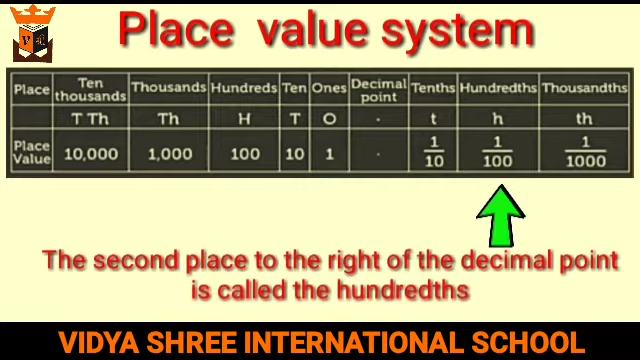 V
Place value system
Place Ten thousands Thousands Hundreds Ten Ones Decimal point Tenths Hundredths Thousandths
T Th Th H T O . t h th
Place Value 10,000 1,000 100 10 1 . 1/10 1/100 1/1000
The second place to the right of the decimal point
is called the hundredths
VIDYA SHREE INTERNATIONAL SCHOOL